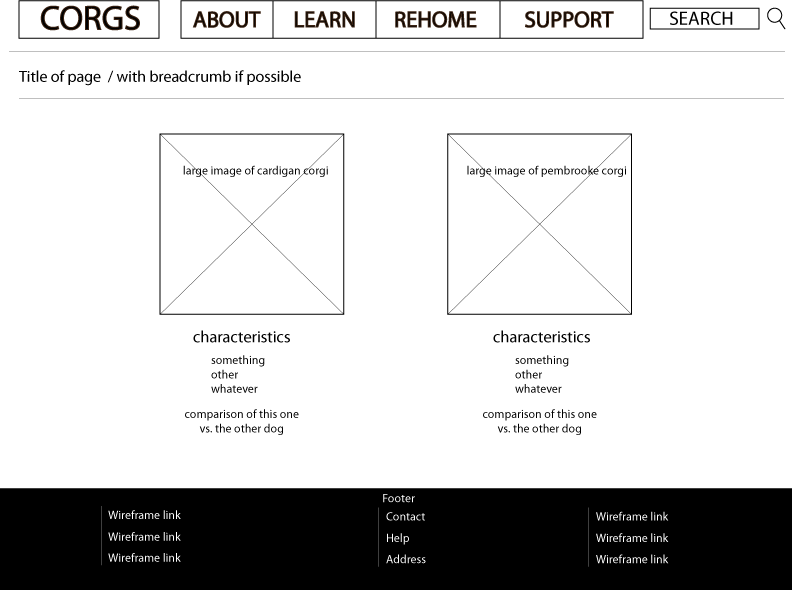 CORGS
ABOUT
LEARN
REHOME
SUPPORT
SEARCH
Title of page / with breadcrumb if possible
large image of cardigan corgi
large image of pembrooke corgi
characteristics
something
other
whatever
comparison of this one
vs. the other dog
characteristics
something
other
whatever
comparison of this one
vs. the other dog
Footer
Wireframe link
Wireframe link
Wireframe link
Contact
Help
Address
Wireframe link
Wireframe link
Wireframe link